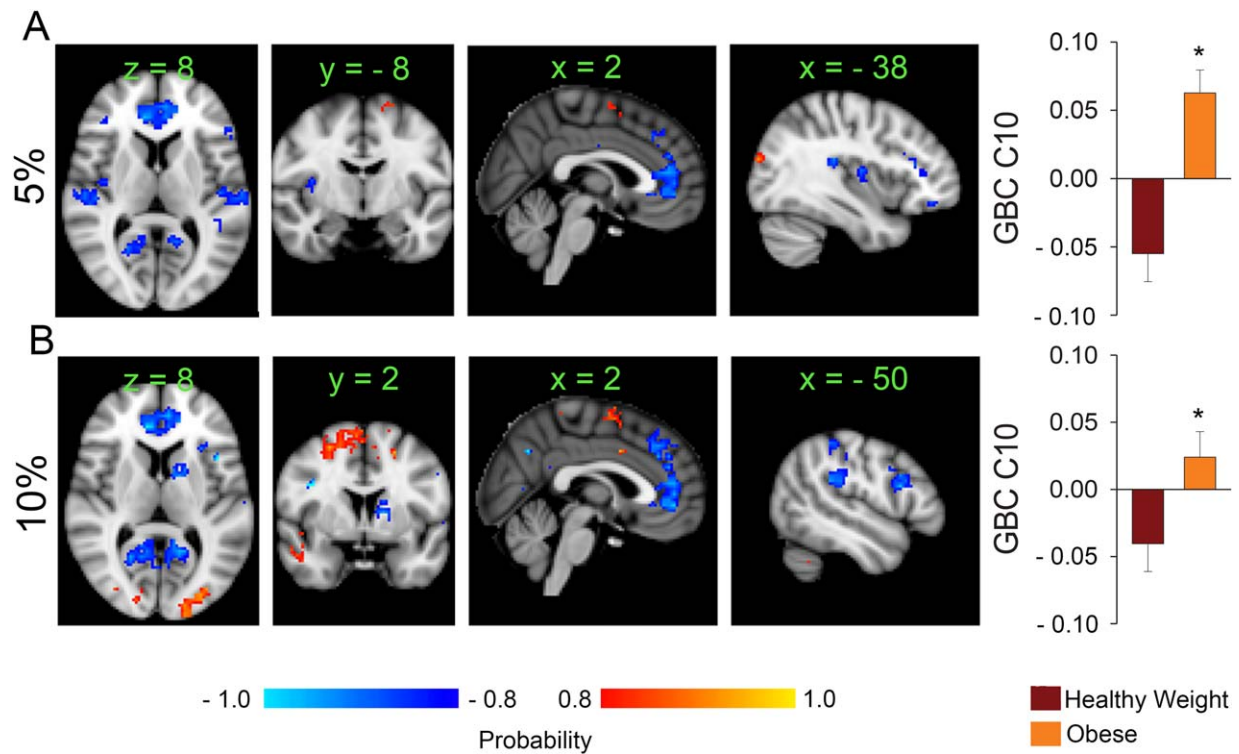 A
z = 8
y = - 8
x = 2
x = - 38
5%
GBC C10
0.10
*
0.05
0.00
- 0.05
- 0.10
B
z = 8
y = 2
x = 2
x = - 50
10%
GBC C10
0.10
*
0.05
0.00
- 0.05
- 0.10
- 1.0 - 0.8 0.8 1.0
Probability
Healthy Weight
Obese